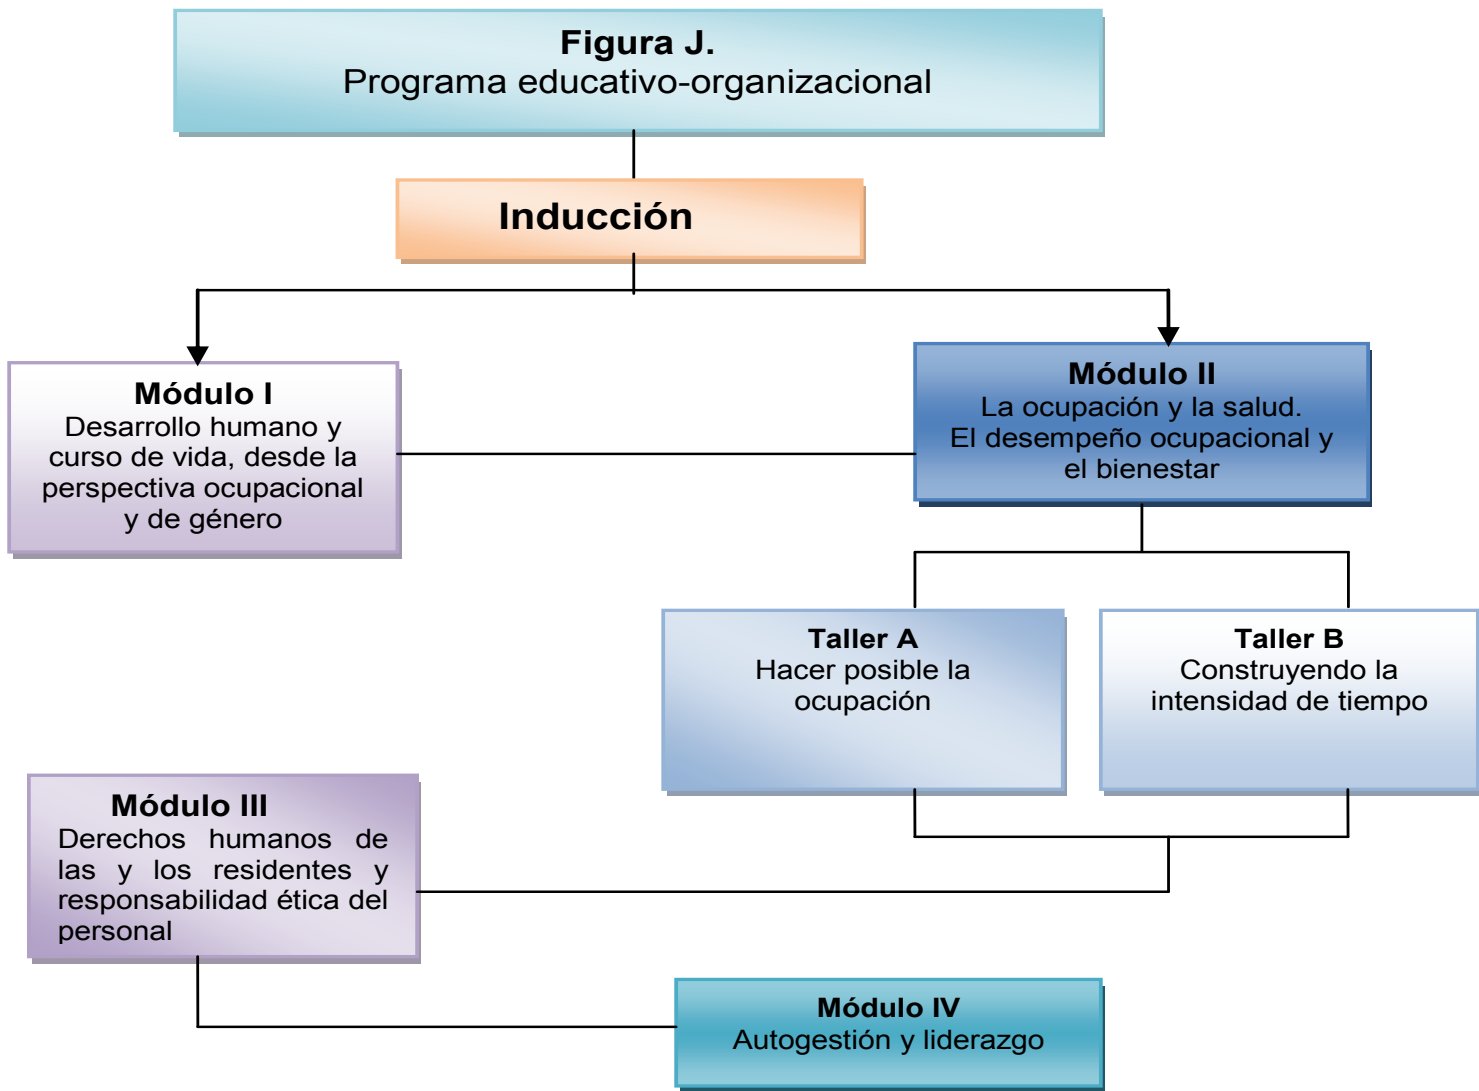 Figura J.
Programa educativo-organizacional
Inducción
Módulo I
Desarrollo humano y
curso de vida, desde la
perspectiva ocupacional
y de género
Módulo II
La ocupación y la salud.
El desempeño ocupacional y
el bienestar
Taller A
Hacer posible la
ocupación
Taller B
Construyendo la
intensidad de tiempo
Módulo III
Derechos humanos de
las y los residentes y
responsabilidad ética del
personal
Módulo IV
Autogestión y liderazgo